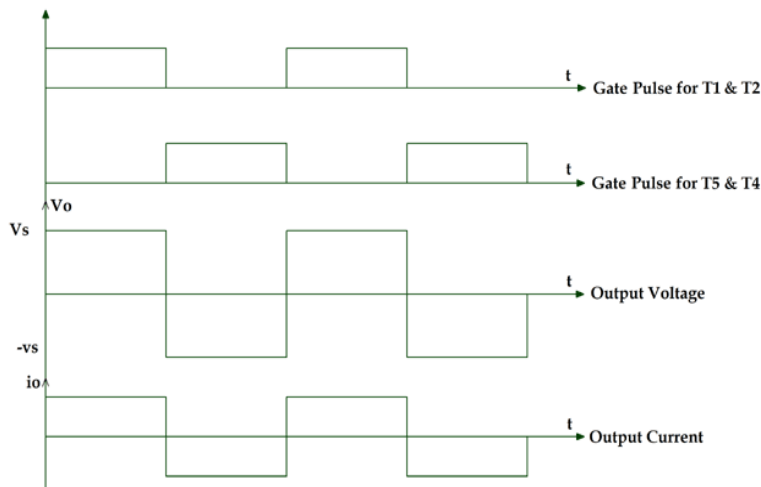 t
Gate Pulse for T1 & T2
t
Gate Pulse for T5 & T4
Vo
Vs
t
Output Voltage
-vs
io
t
Output Current